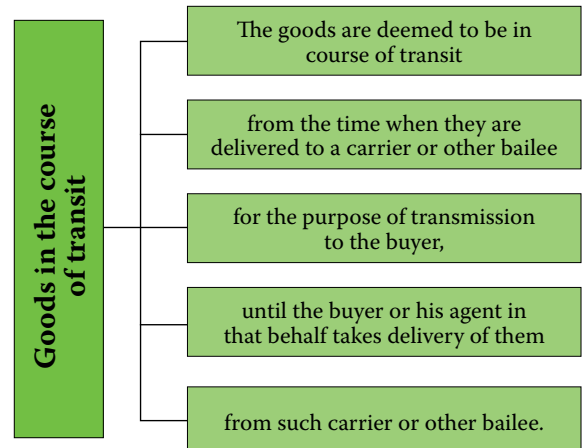 Goods in the course
of transit
The goods are deemed to be in
course of transit
from the time when they are
delivered to a carrier or other bailee
for the purpose of transmission
to the buyer,
until the buyer or his agent in
that behalf takes delivery of them
from such carrier or other bailee.